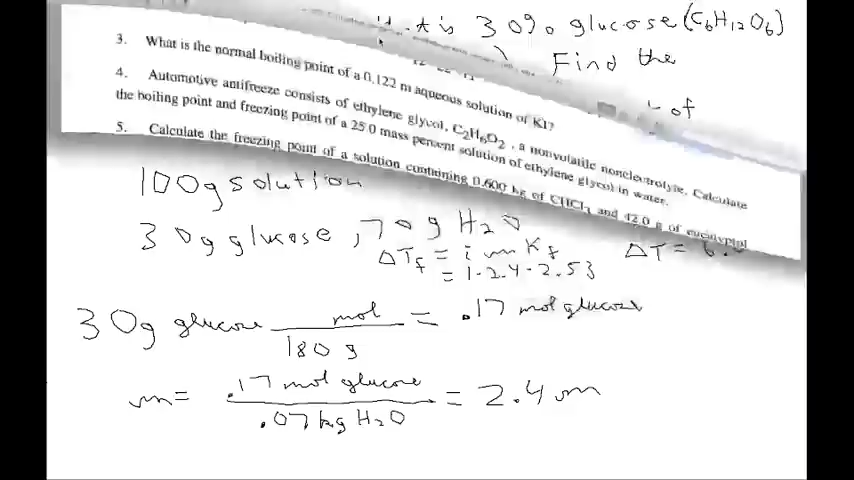 it is 30% glucose (C6H12O6)
Find the
of
3. What is the normal boiling point of a 0.122 m aqueous solution of KI?
4. Automotive antifreeze consists of ethylene glycol, C2H6O2, a nonvolatile nonelectrolyte. Calculate
the boiling point and freezing point of a 25.0 mass percent solution of ethylene glycol in water.
5. Calculate the freezing point of a solution containing 0.600 kg of CHCl3 and 42.0 g of eucalyptol
100g solution
30g glucose, 70g H2O
ΔTf = i m Kf
= 1·2.4·2.53
ΔT = 6.
30g glucose mol = .17 mol glucose
180 g
m = .17 mol glucose = 2.4 m
.07 kg H2O